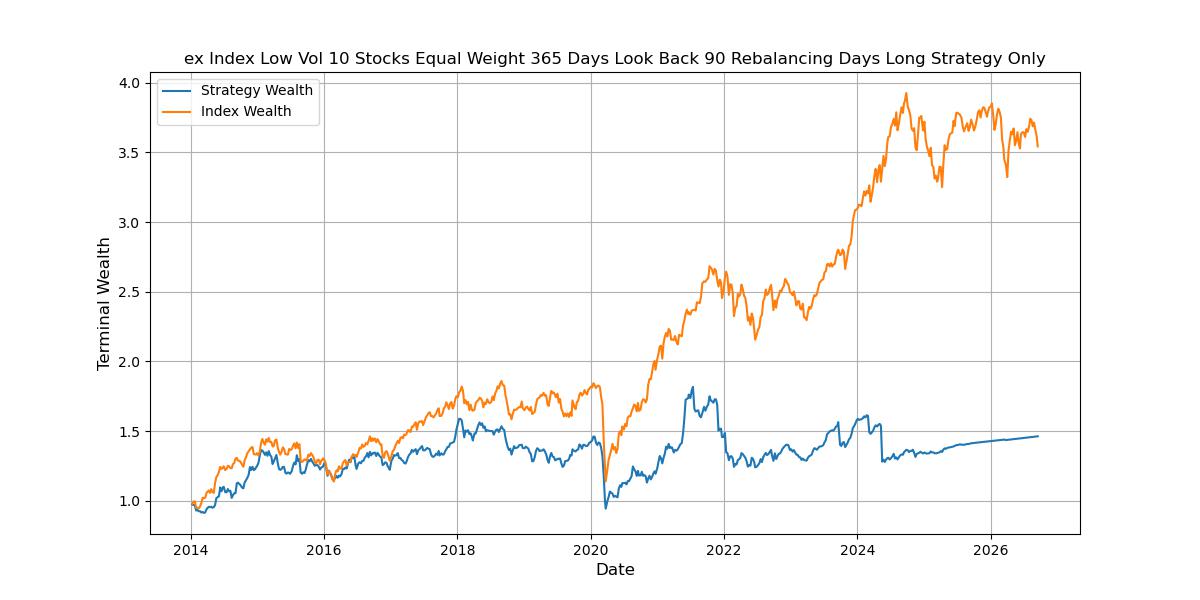 ex Index Low Vol 10 Stocks Equal Weight 365 Days Look Back 90 Rebalancing Days Long Strategy Only
Strategy Wealth
Index Wealth
Terminal Wealth
4.0
3.5
3.0
2.5
2.0
1.5
1.0
2014 2016 2018 2020 2022 2024 2026
Date